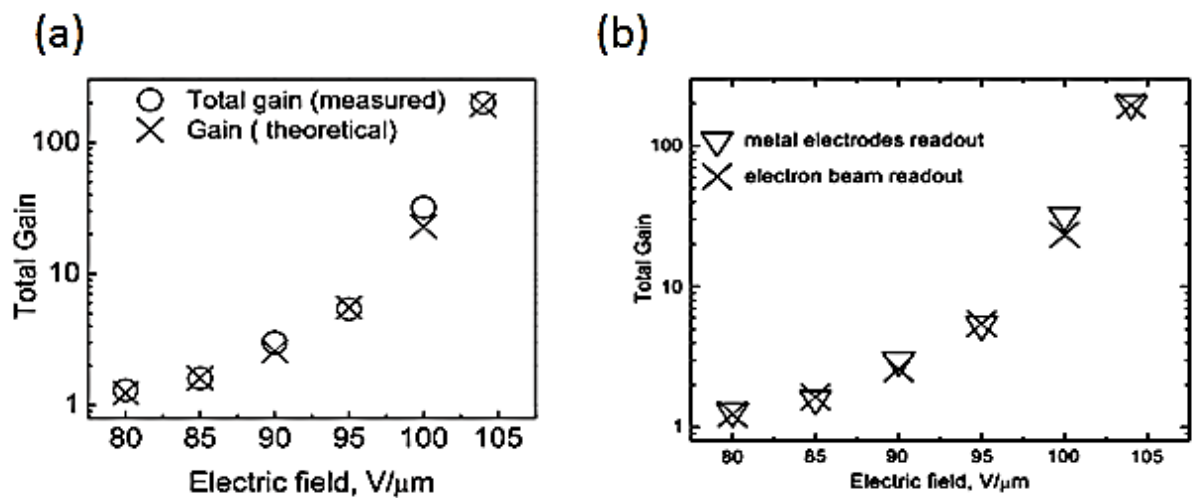 (a)
Total gain (measured)
Gain ( theoretical)
100
10
1
Total Gain
80 85 90 95 100 105
Electric field, V/μm
(b)
metal electrodes readout
electron beam readout
100
10
1
Total Gain
80 85 90 95 100 105
Electric field, V/μm